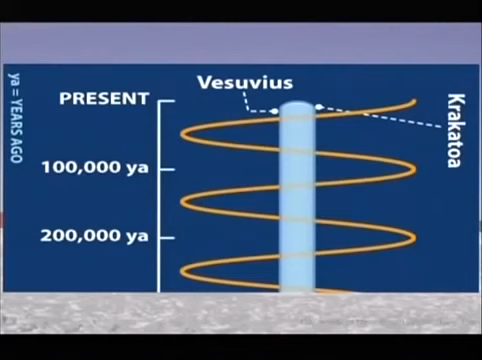 Vesuvius
PRESENT
100,000 ya
200,000 ya
ya = YEARS AGO
Krakatoa